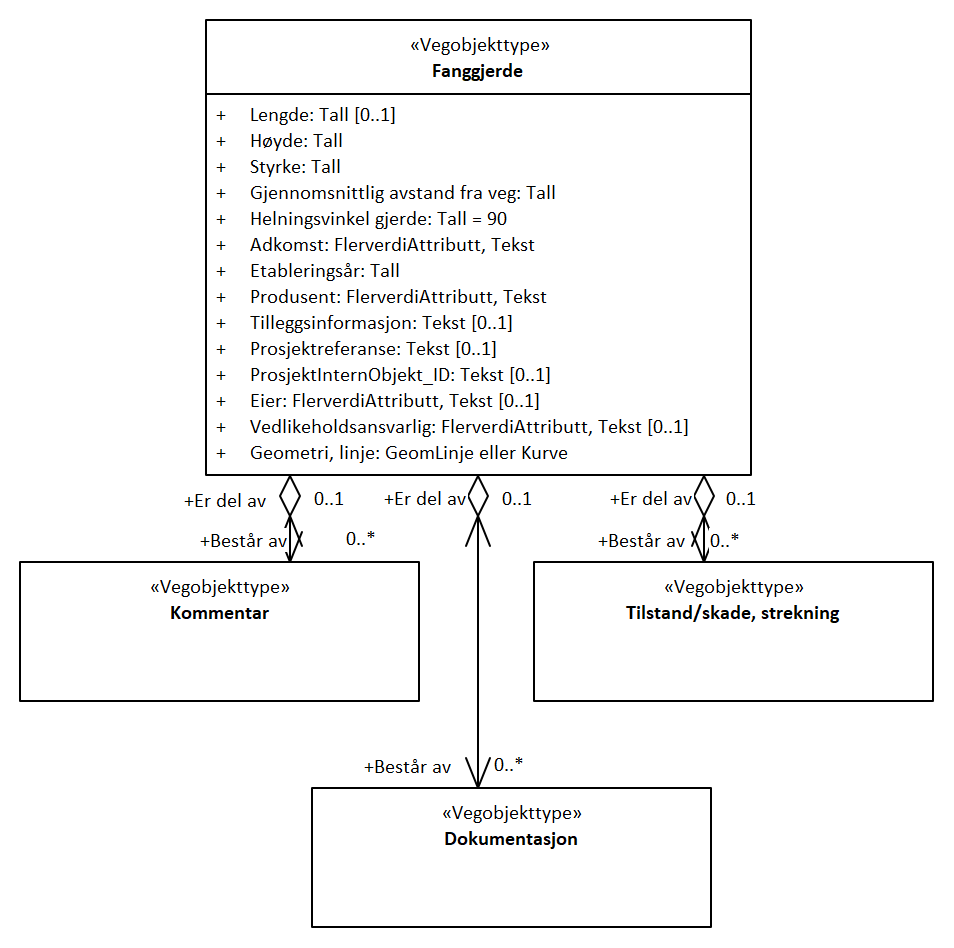 «Vegobjekttype»
Fanggjerde
+ Lengde: Tall [0..1]
+ Høyde: Tall
+ Styrke: Tall
+ Gjennomsnittlig avstand fra veg: Tall
+ Helningsvinkel gjerde: Tall = 90
+ Adkomst: FlerverdiAttributt, Tekst
+ Etableringsår: Tall
+ Produsent: FlerverdiAttributt, Tekst
+ Tilleggsinformasjon: Tekst [0..1]
+ Prosjektreferanse: Tekst [0..1]
+ ProsjektInternObjekt_ID: Tekst [0..1]
+ Eier: FlerverdiAttributt, Tekst [0..1]
+ Vedlikeholdsansvarlig: FlerverdiAttributt, Tekst [0..1]
+ Geometri, linje: GeomLinje eller Kurve
+Er del av 0..1 +Er del av 0..1 +Er del av 0..1
+Består av 0..* +Består av 0..*
«Vegobjekttype»
Kommentar
«Vegobjekttype»
Tilstand/skade, strekning
+Består av 0..*
«Vegobjekttype»
Dokumentasjon